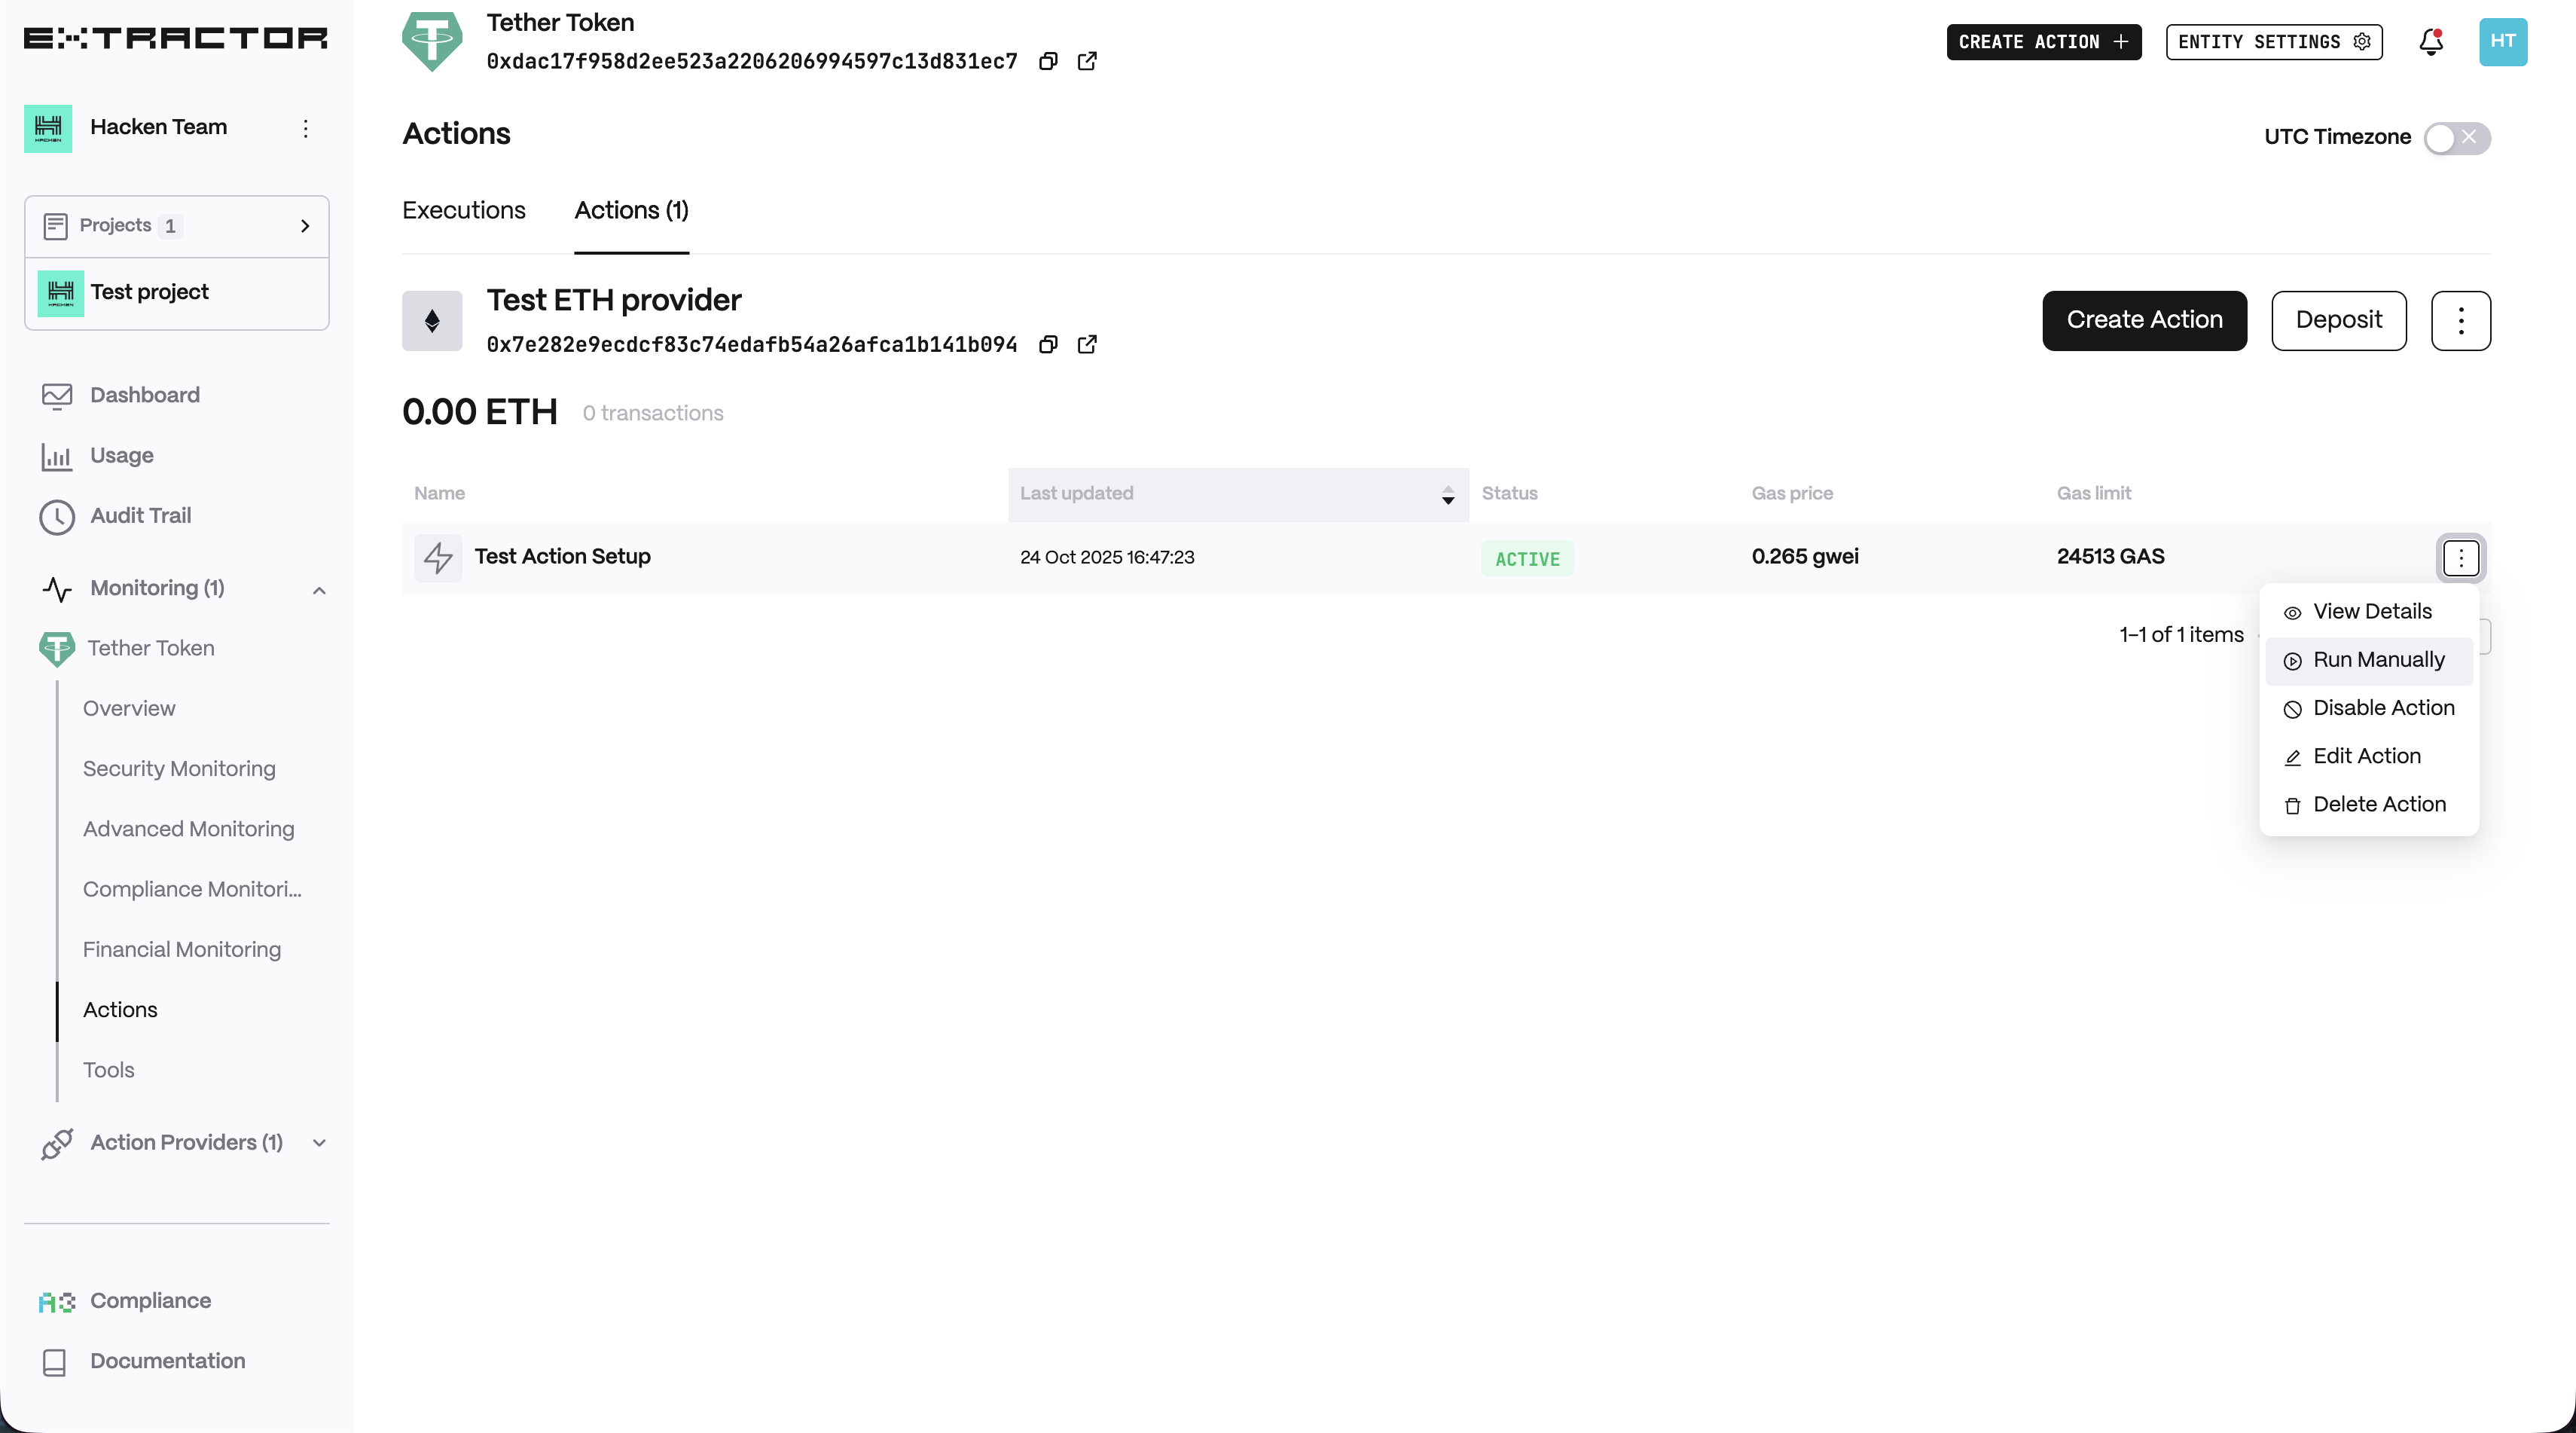 EXTRACTOR
Hacken Team
Projects 1
Test project
Dashboard
Usage
Audit Trail
Monitoring (1)
Tether Token
Overview
Security Monitoring
Advanced Monitoring
Compliance Monitori...
Financial Monitoring
Actions
Tools
Action Providers (1)
Compliance
Documentation
Tether Token
0xdac17f958d2ee523a2206206994597c13d831ec7
CREATE ACTION
ENTITY SETTINGS
HT
Actions
UTC Timezone
Executions
Actions (1)
Test ETH provider
0x7e282e9ecdcf83c74edafb54a26afca1b141b094
Create Action
Deposit
0.00 ETH
0 transactions
Name
Last updated
Status
Gas price
Gas limit
Test Action Setup
24 Oct 2025 16:47:23
ACTIVE
0.265 gwei
24513 GAS
1-1 of 1 items
View Details
Run Manually
Disable Action
Edit Action
Delete Action